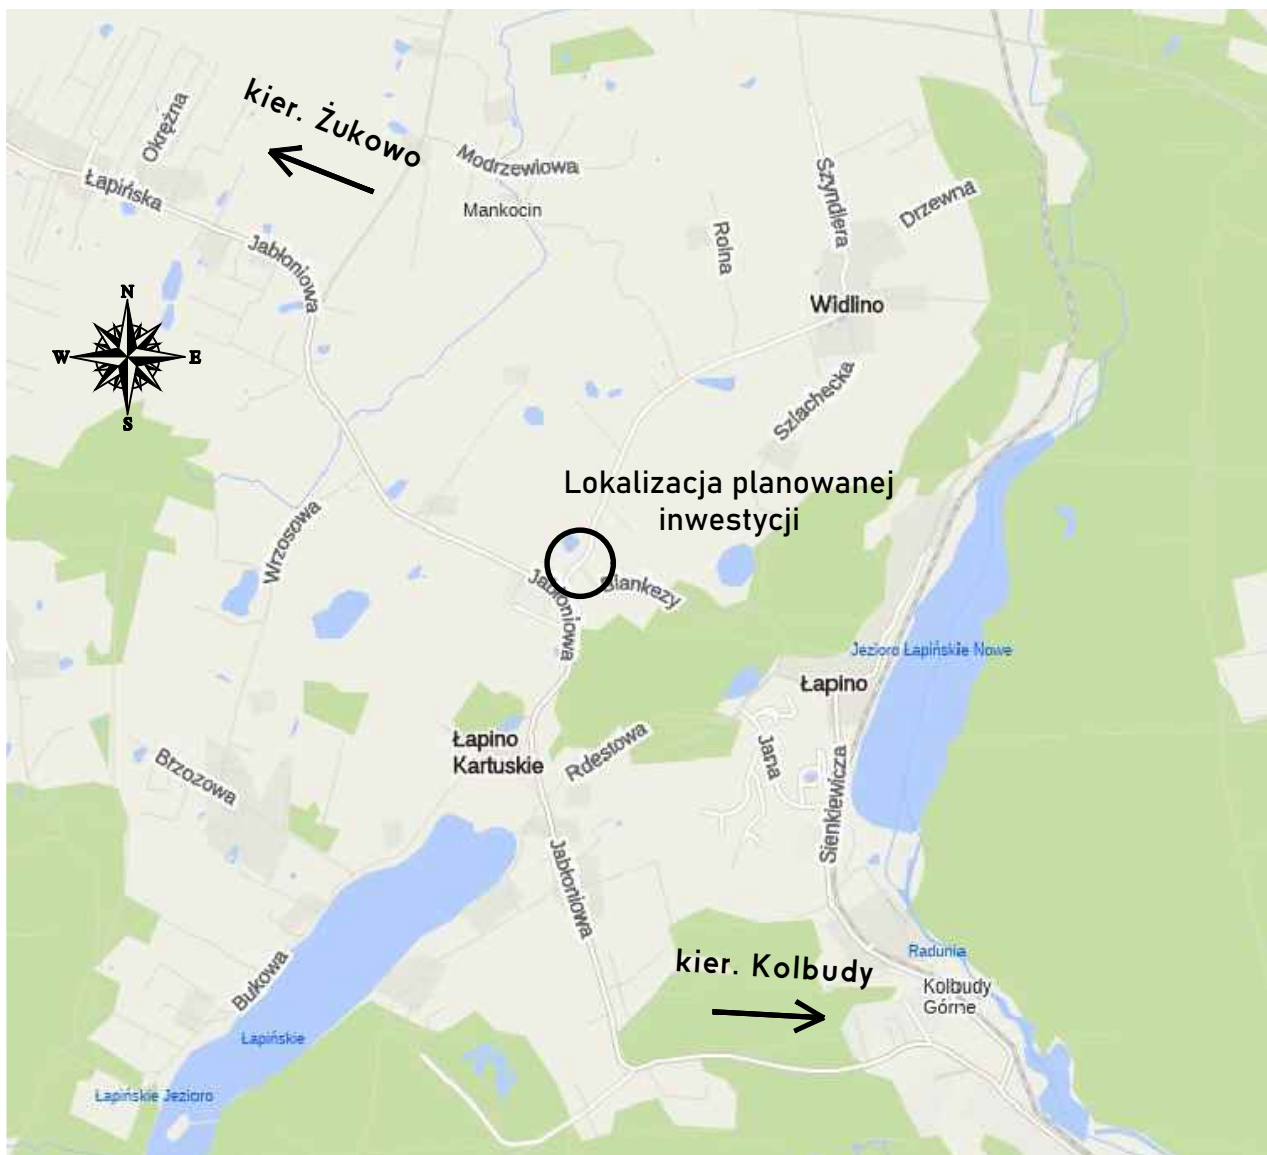 kier. Żukowo
Okrężna
Modrzewiowa
Łapińska
Mankocin
Szyndlera
Drzewna
Rolna
Jabłoniowa
N
W
E
S
Widlino
Szlachecka
Lokalizacja planowanej
inwestycji
Wrzosowa
Jabłoniowa
Slankezy
Jezioro Łapińskie Nowe
Łapino
Łapino
Kartuskie
Rdestowa
Jana
Brzozowa
Sienkiewicza
Jabłoniowa
kier. Kolbudy
Radunia
Kolbudy
Górne
Bukowa
Łapińskie
Łapińskie Jezioro